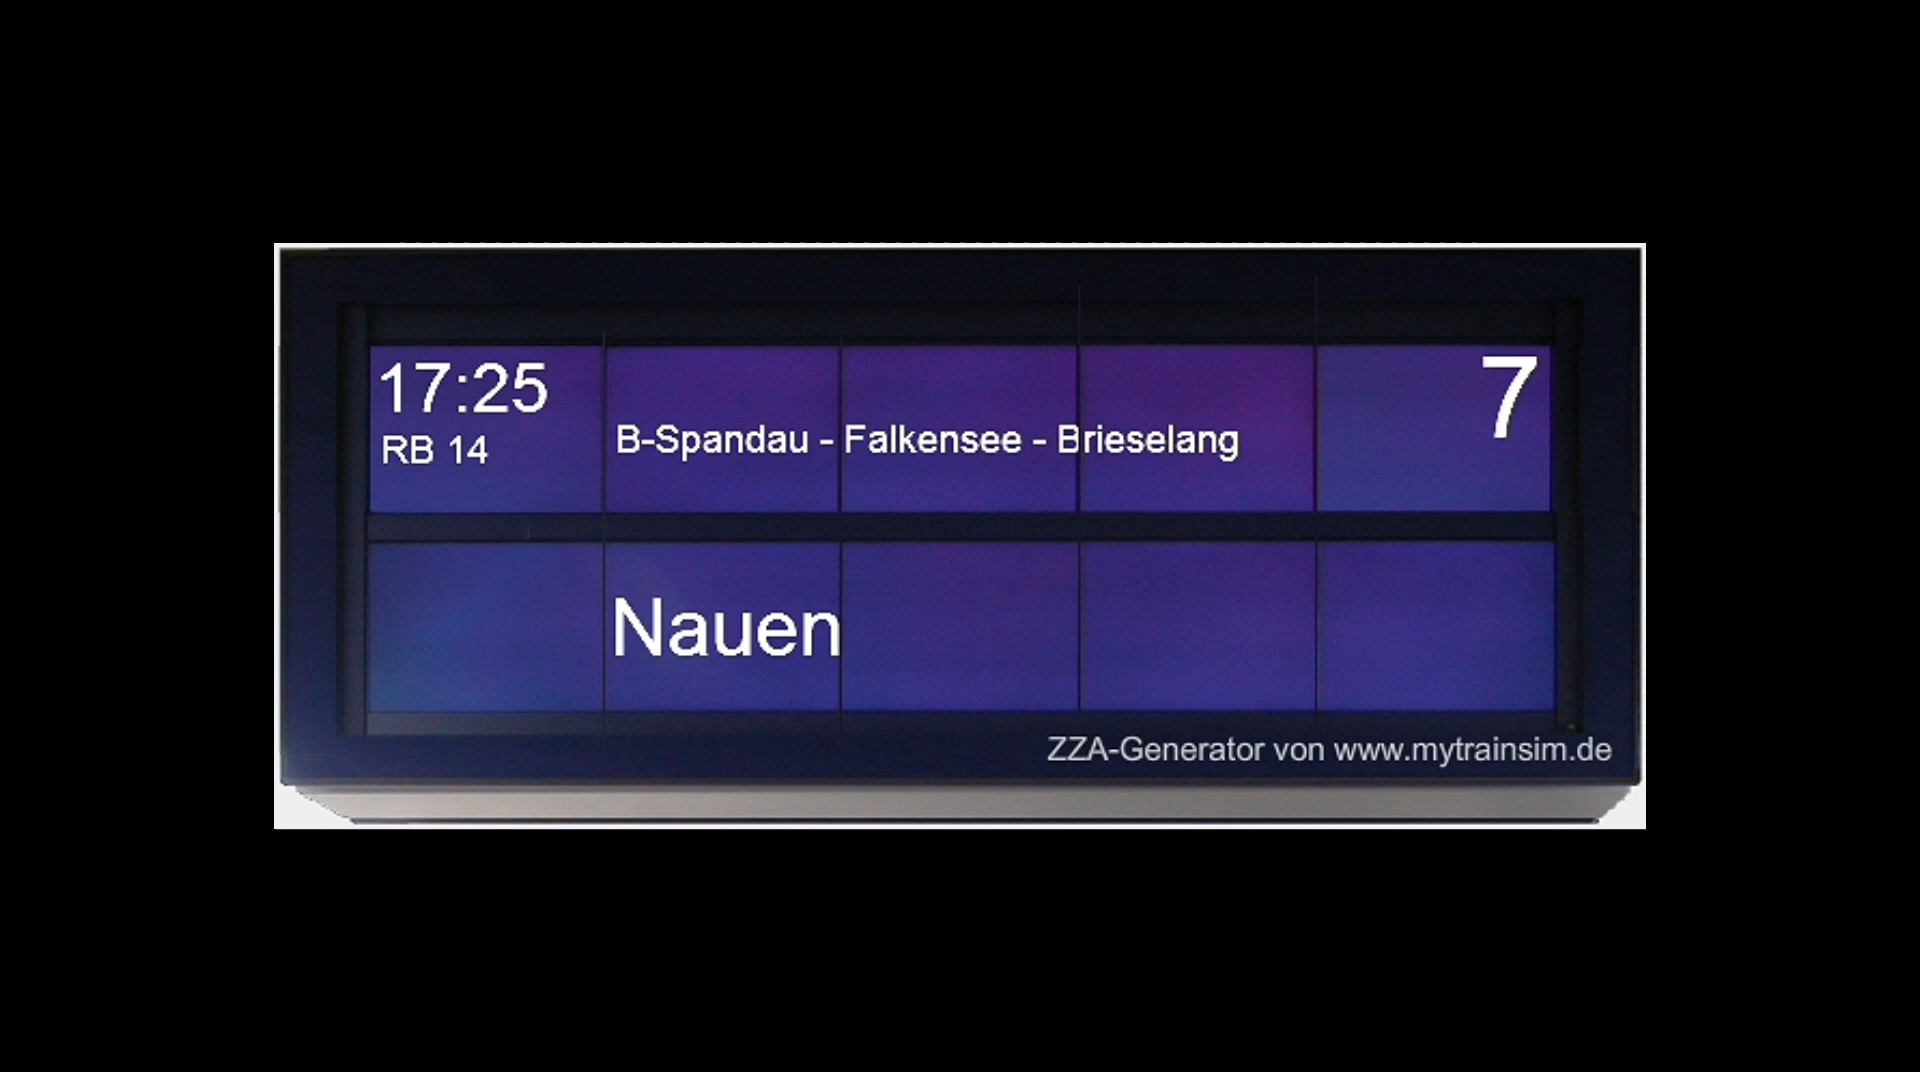 17:25
7
RB 14
B-Spandau - Falkensee - Brieselang
Nauen
ZZA-Generator von www.mytrainsim.de